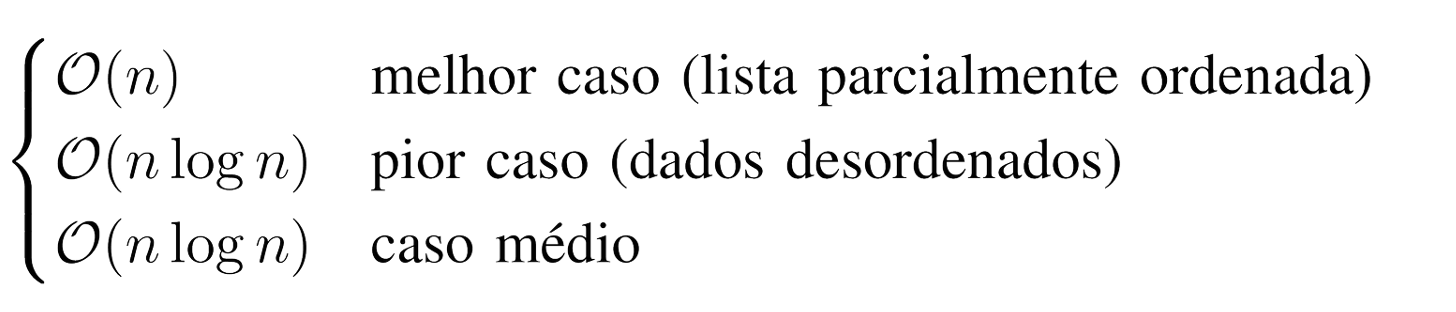 O(n) melhor caso (lista parcialmente ordenada)
O(n log n) pior caso (dados desordenados)
O(n log n) caso médio